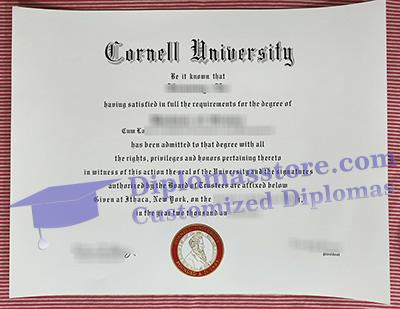 Cornell University
Be it known that
having satisfied in full the requirements for the degree of
Cum La
has been admitted to that degree with all
the rights, privileges and honors pertaining thereto
in witness of this action the seal of the University and the signatures
authorized by the Board of Trustees are affixed below
Given at Ithaca, New York, on the
in the year two thousand
president
Diplomasstore.com
Customized Diplomas